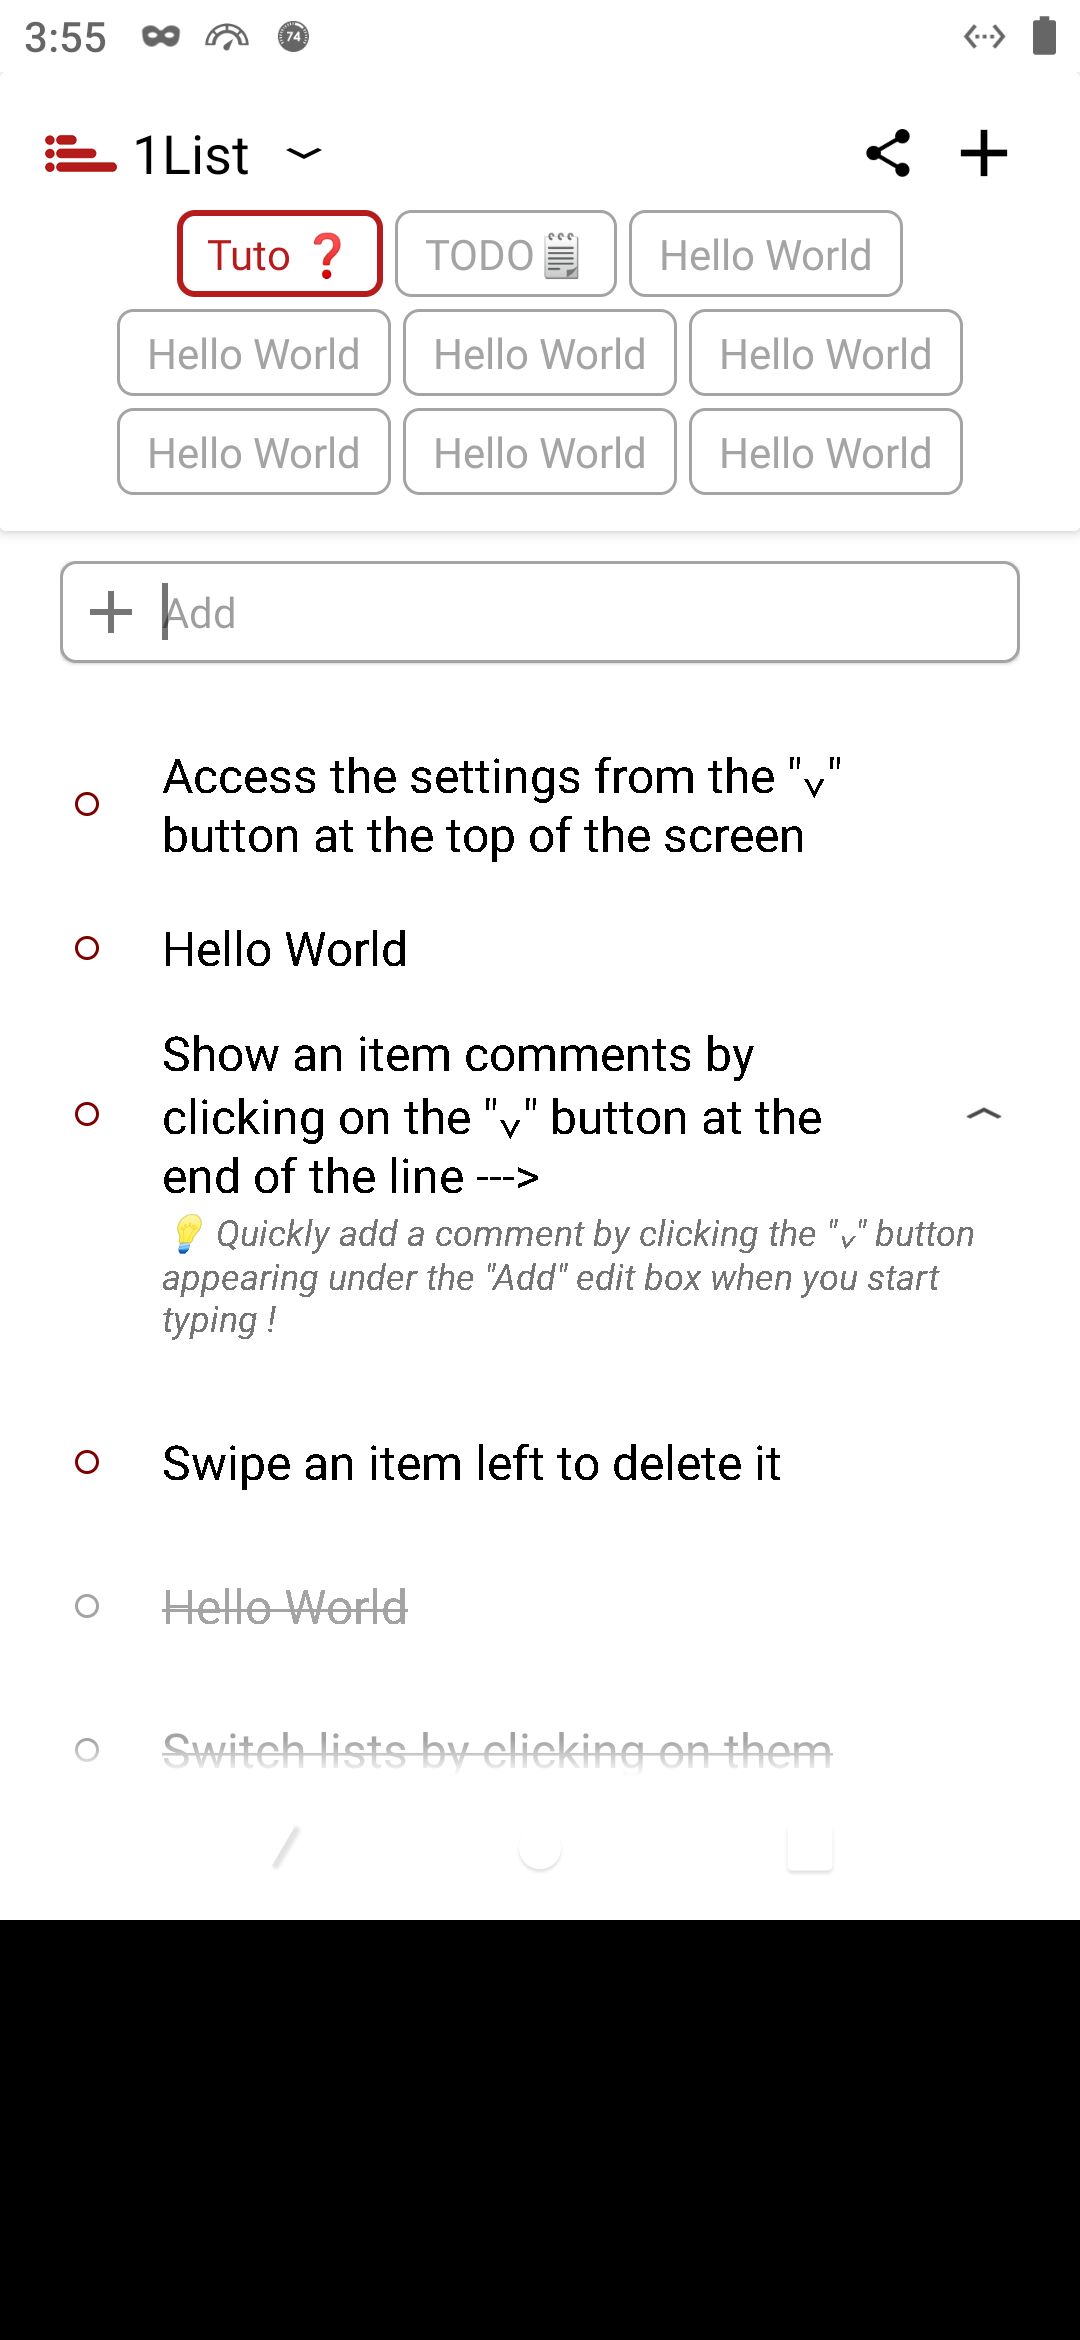 3:55
74
1List
Tuto ❓ TODO🗒 Hello World
Hello World Hello World Hello World
Hello World Hello World Hello World
Add
Access the settings from the "˅"
button at the top of the screen
Hello World
Show an item comments by
clicking on the "˅" button at the
end of the line --->
💡 Quickly add a comment by clicking the "˅" button
appearing under the "Add" edit box when you start
typing !
Swipe an item left to delete it
Hello World
Switch lists by clicking on them